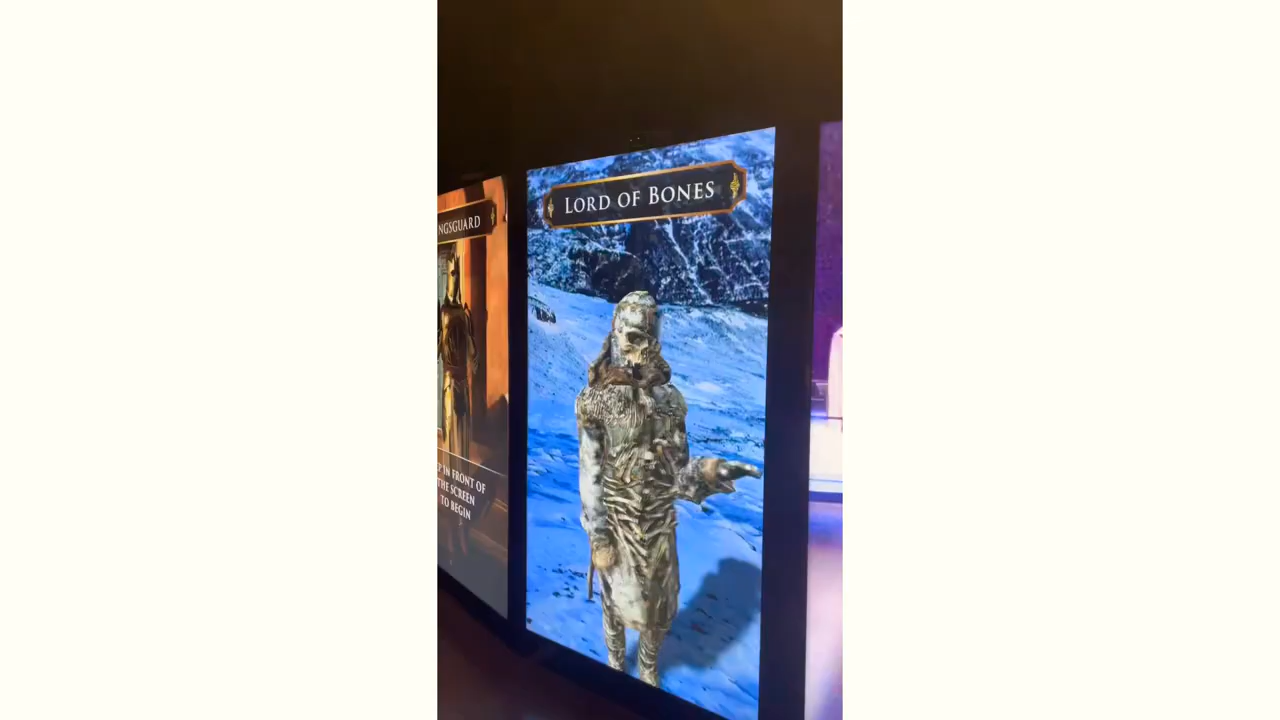 LORD OF BONES
NGSGUARD
P IN FRONT OF
THE SCREEN
TO BEGIN